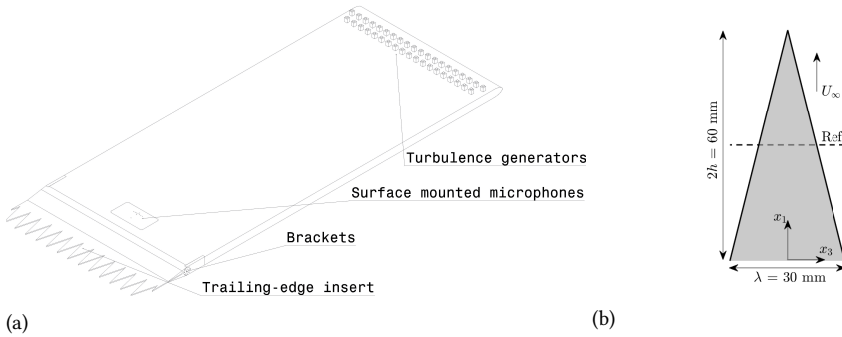 Turbulence generators
Surface mounted microphones
Brackets
Trailing-edge insert
(a)
2h = 60 mm
U∞
Ref
x₁
x₃
λ = 30 mm
(b)